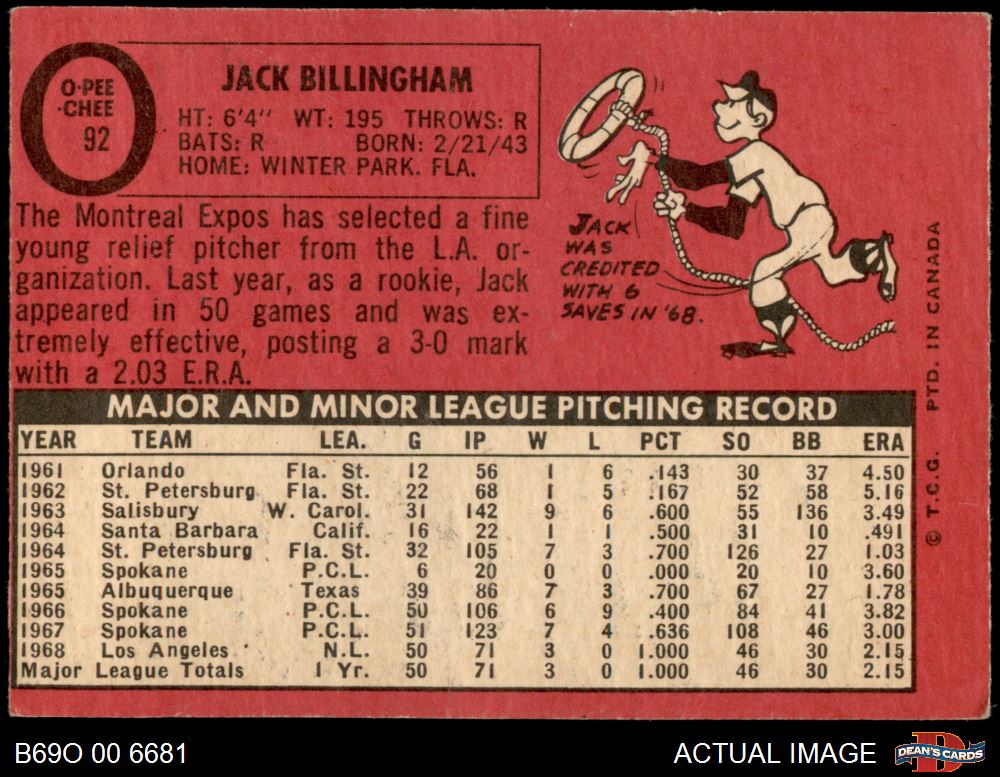 O-PEE
-CHEE
92
JACK BILLINGHAM
HT: 6'4" WT: 195 THROWS: R
BATS: R BORN: 2/21/43
HOME: WINTER PARK. FLA.
The Montreal Expos has selected a fine
young relief pitcher from the L.A. or-
ganization. Last year, as a rookie, Jack
appeared in 50 games and was ex-
tremely effective, posting a 3-0 mark
with a 2.03 E.R.A.
JACK
WAS
CREDITED
WITH 6
SAVES IN '68.
MAJOR AND MINOR LEAGUE PITCHING RECORD
YEAR TEAM LEA. G IP W L PCT SO BB ERA
1961 Orlando Fla. St. 12 56 1 6 .143 30 37 4.50
1962 St. Petersburg Fla. St. 22 68 1 5 .167 52 58 5.16
1963 Salisbury W. Carol. 31 142 9 6 .600 55 136 3.49
1964 Santa Barbara Calif. 16 22 1 1 .500 31 10 .491
1964 St. Petersburg Fla. St. 32 105 7 3 .700 126 27 1.03
1965 Spokane P.C.L. 6 20 0 0 .000 20 10 3.60
1965 Albuquerque Texas 39 86 7 3 .700 67 27 1.78
1966 Spokane P.C.L. 50 106 6 9 .400 84 41 3.82
1967 Spokane P.C.L. 51 123 7 4 .636 108 46 3.00
1968 Los Angeles N.L. 50 71 3 0 1.000 46 30 2.15
Major League Totals 1 Yr. 50 71 3 0 1.000 46 30 2.15
© T.C.G. PTD. IN CANADA
B69O 00 6681
ACTUAL IMAGE
DEAN'S CARDS